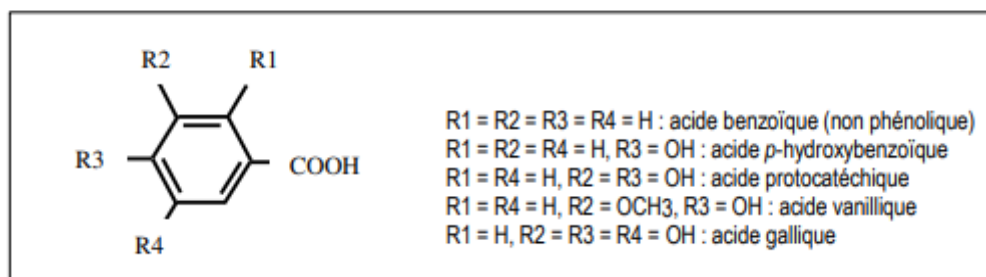 R2 R1
R3 COOH
R4
R1 = R2 = R3 = R4 = H : acide benzoïque (non phénolique)
R1 = R2 = R4 = H, R3 = OH : acide p-hydroxybenzoïque
R1 = R4 = H, R2 = R3 = OH : acide protocatéchique
R1 = R4 = H, R2 = OCH3, R3 = OH : acide vanillique
R1 = H, R2 = R3 = R4 = OH : acide gallique